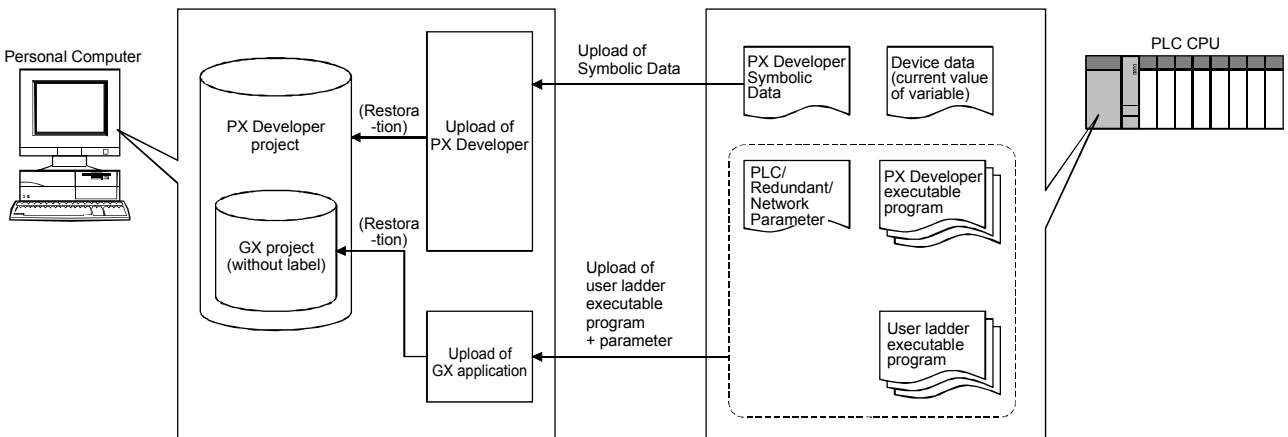 Personal Computer
PX Developer
project
GX project
(without label)
(Restora
-tion)
(Restora
-tion)
Upload of
PX Developer
Upload of
GX application
Upload of
Symbolic Data
Upload of
user ladder
executable
program
+ parameter
PX Developer
Symbolic
Data
Device data
(current value
of variable)
PLC/
Redundant/
Network
Parameter
PX Developer
executable
program
User ladder
executable
program
PLC CPU